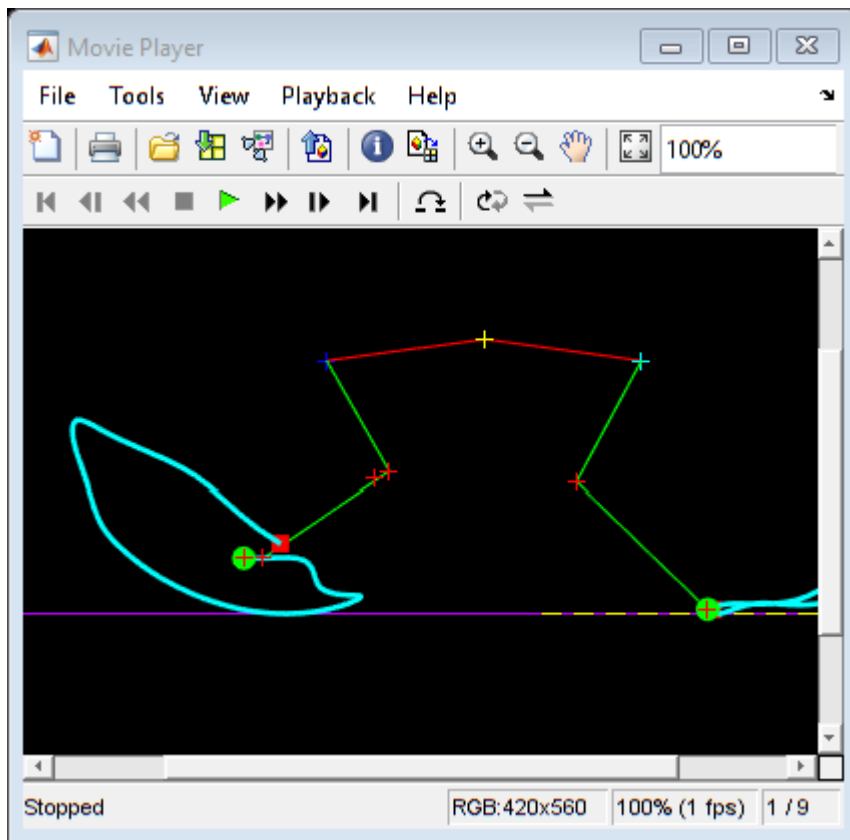 Movie Player
File Tools View Playback Help
100%
Stopped RGB:420x560 100% (1 fps) 1 / 9